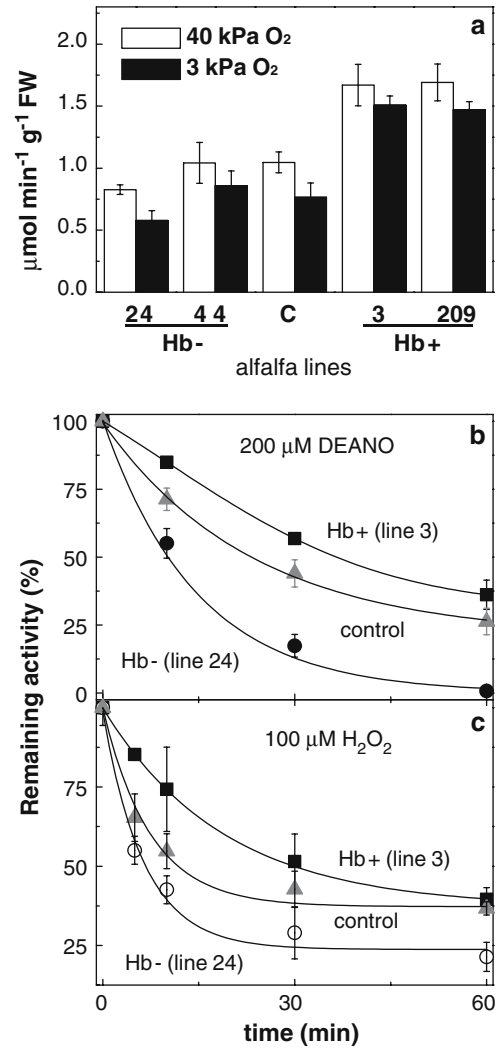 a
40 kPa O₂
3 kPa O₂
μmol min⁻¹ g⁻¹ FW
2.0
1.5
1.0
0.5
0.0
24 44 C 3 209
Hb- Hb+
alfalfa lines
b
200 μM DEANO
100
75
50
25
0
Hb+ (line 3)
control
Hb- (line 24)
Remaining activity (%)
c
100 μM H₂O₂
75
50
25
Hb+ (line 3)
control
Hb- (line 24)
0 30 60
time (min)